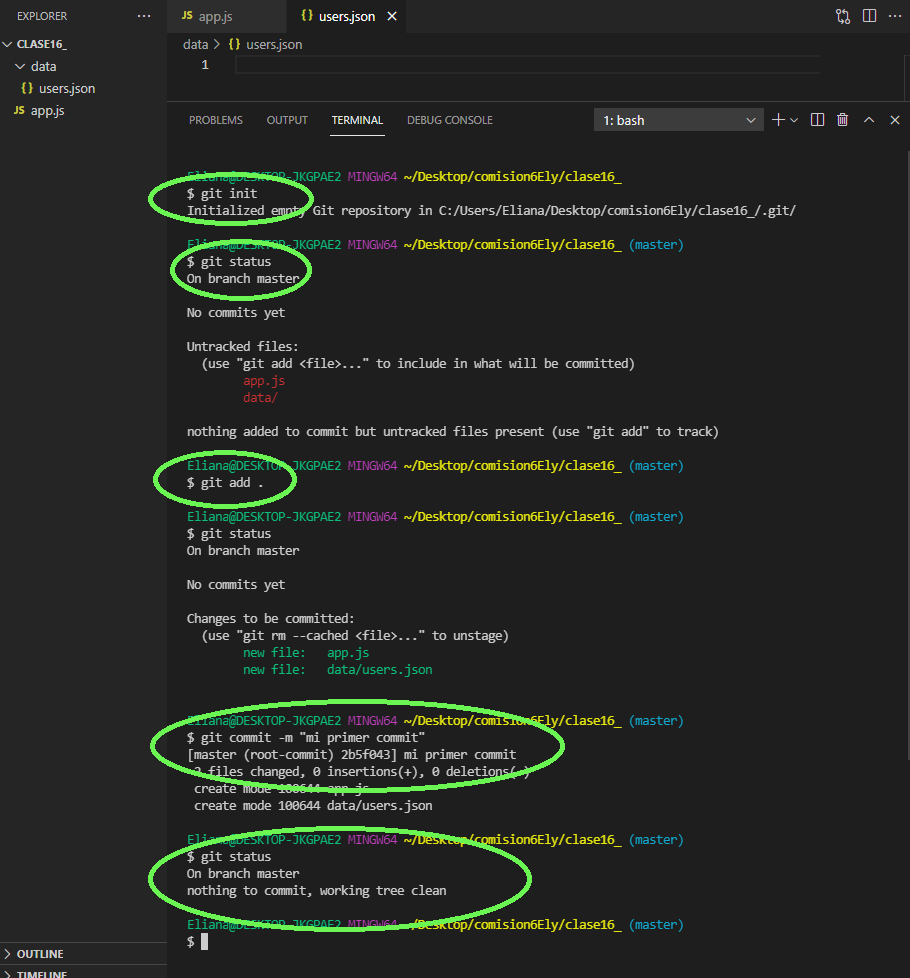 EXPLORER
CLASE16_
data
{} users.json
JS app.js
JS app.js
{} users.json
data > {} users.json
1
PROBLEMS OUTPUT TERMINAL DEBUG CONSOLE 1: bash
Eliana@DESKTOP-JKGPAE2 MINGW64 ~/Desktop/comision6Ely/clase16_
$ git init
Initialized empty Git repository in C:/Users/Eliana/Desktop/comision6Ely/clase16_/.git/
Eliana@DESKTOP-JKGPAE2 MINGW64 ~/Desktop/comision6Ely/clase16_ (master)
$ git status
On branch master
No commits yet
Untracked files:
(use "git add <file>..." to include in what will be committed)
app.js
data/
nothing added to commit but untracked files present (use "git add" to track)
Eliana@DESKTOP-JKGPAE2 MINGW64 ~/Desktop/comision6Ely/clase16_ (master)
$ git add .
Eliana@DESKTOP-JKGPAE2 MINGW64 ~/Desktop/comision6Ely/clase16_ (master)
$ git status
On branch master
No commits yet
Changes to be committed:
(use "git rm --cached <file>..." to unstage)
new file: app.js
new file: data/users.json
Eliana@DESKTOP-JKGPAE2 MINGW64 ~/Desktop/comision6Ely/clase16_ (master)
$ git commit -m "mi primer commit"
[master (root-commit) 2b5f043] mi primer commit
2 files changed, 0 insertions(+), 0 deletions(-)
create mode 100644 app.js
create mode 100644 data/users.json
Eliana@DESKTOP-JKGPAE2 MINGW64 ~/Desktop/comision6Ely/clase16_ (master)
$ git status
On branch master
nothing to commit, working tree clean
Eliana@DESKTOP-JKGPAE2 MINGW64 ~/Desktop/comision6Ely/clase16_ (master)
$
OUTLINE
TIMELINE